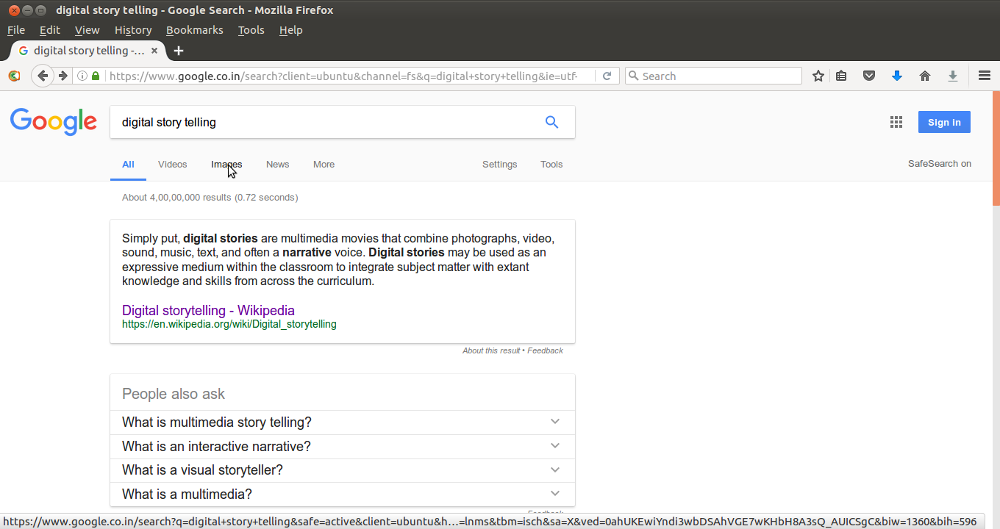 digital story telling - Google Search - Mozilla Firefox
File Edit View History Bookmarks Tools Help
digital story telling -...
https://www.google.co.in/search?client=ubuntu&channel=fs&q=digital+story+telling&ie=utf-
Search
Google
digital story telling
Sign in
All Videos Images News More Settings Tools
SafeSearch on
About 4,00,00,000 results (0.72 seconds)
Simply put, digital stories are multimedia movies that combine photographs, video,
sound, music, text, and often a narrative voice. Digital stories may be used as an
expressive medium within the classroom to integrate subject matter with extant
knowledge and skills from across the curriculum.
Digital storytelling - Wikipedia
https://en.wikipedia.org/wiki/Digital_storytelling
About this result • Feedback
People also ask
What is multimedia story telling?
What is an interactive narrative?
What is a visual storyteller?
What is a multimedia?
Feedback
https://www.google.co.in/search?q=digital+story+telling&safe=active&client=ubuntu&h...=lnms&tbm=isch&sa=X&ved=0ahUKEwiYndi3wbDSAhVGE7wKHbH8A3sQ_AUICSgC&biw=1360&bih=596